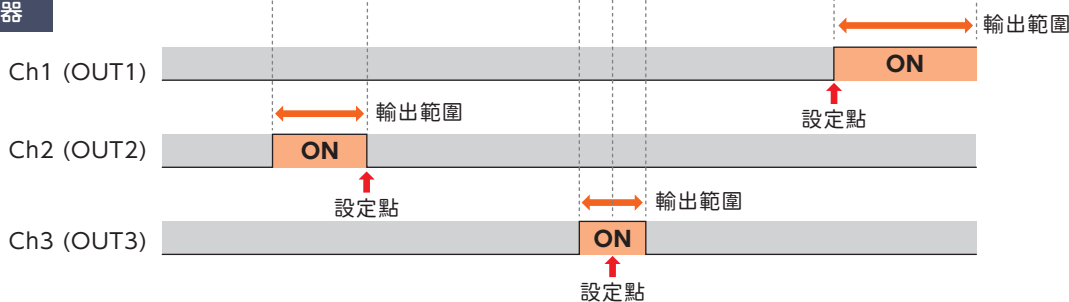 器
輸出範圍
Ch1 (OUT1)
ON
設定點
輸出範圍
Ch2 (OUT2)
ON
設定點
輸出範圍
Ch3 (OUT3)
ON
設定點